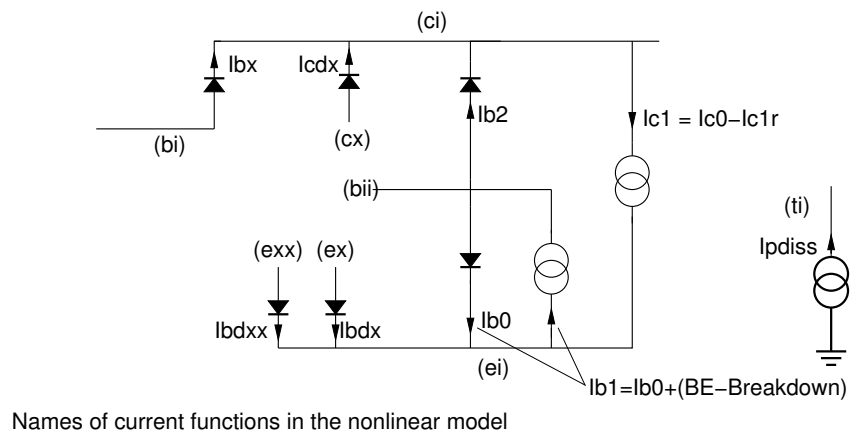 (ci)
Ibx
Icdx
Ib2
Ic1 = Ic0−Ic1r
(bi)
(cx)
(bii)
(ti)
Ipdiss
(exx)
(ex)
Ibdxx
Ibdx
Ib0
(ei)
Ib1=Ib0+(BE−Breakdown)
Names of current functions in the nonlinear model